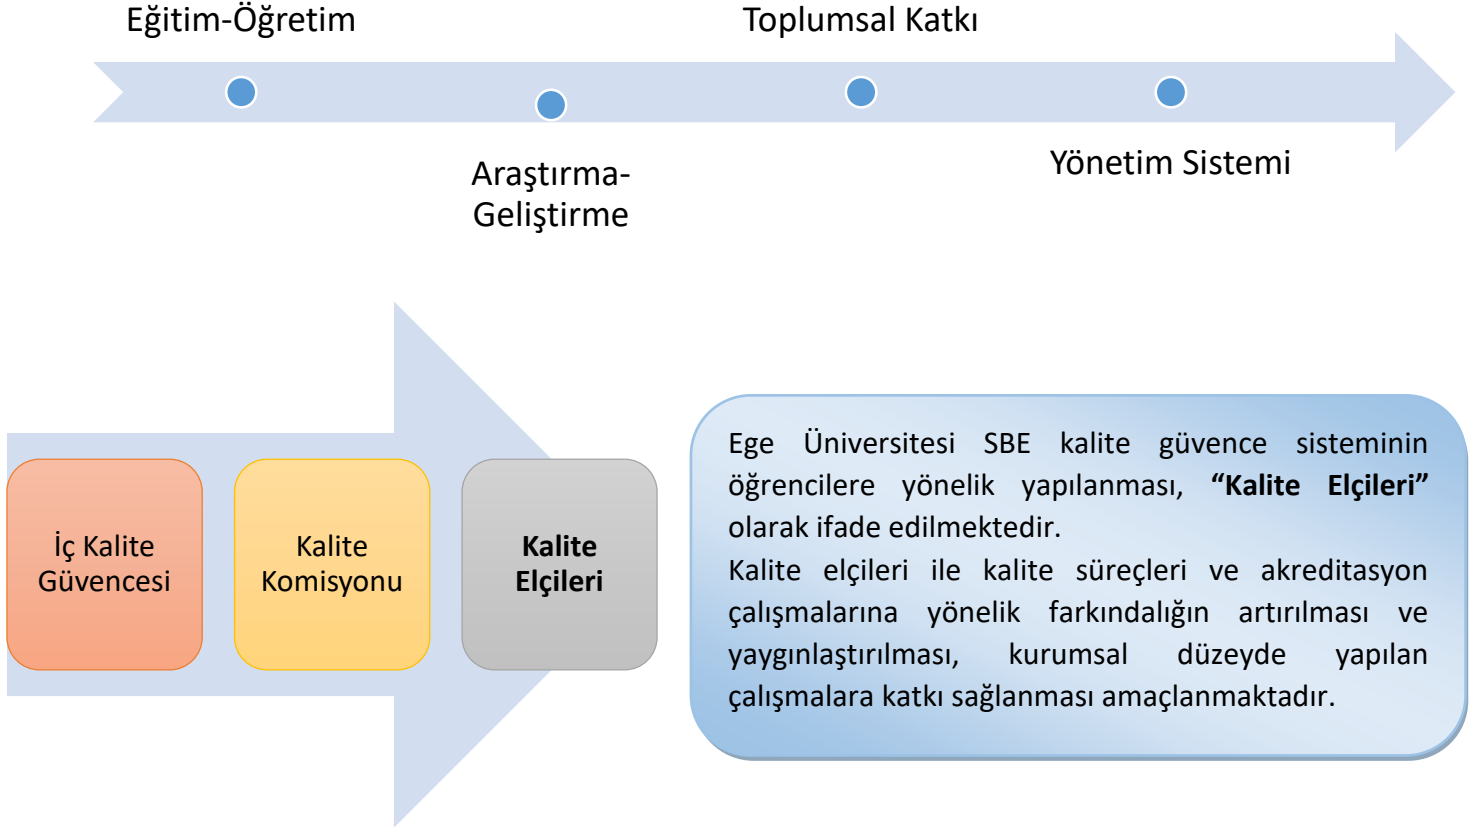 Eğitim-Öğretim
Toplumsal Katkı
Araştırma-
Geliştirme
Yönetim Sistemi
İç Kalite
Güvencesi
Kalite
Komisyonu
Kalite
Elçileri
Ege Üniversitesi SBE kalite güvence sisteminin
öğrencilere yönelik yapılanması, “Kalite Elçileri”
olarak ifade edilmektedir.
Kalite elçileri ile kalite süreçleri ve akreditasyon
çalışmalarına yönelik farkındalığın artırılması ve
yaygınlaştırılması, kurumsal düzeyde yapılan
çalışmalara katkı sağlanması amaçlanmaktadır.